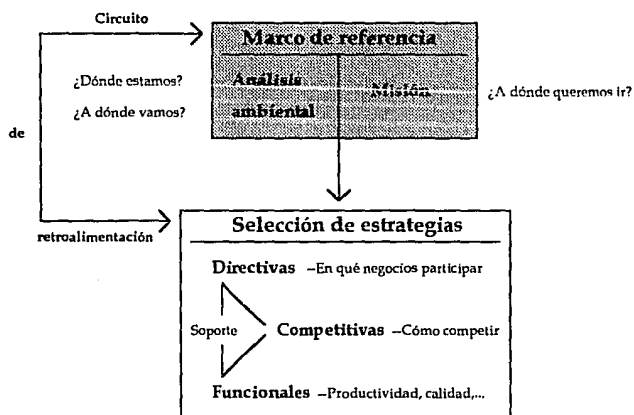 Circuito
Marco de referencia
¿Dónde estamos?
Análisis
Misión
¿A dónde queremos ir?
¿A dónde vamos?
ambiental
de
retroalimentación
Selección de estrategias
Directivas –En qué negocios participar
Soporte
Competitivas –Cómo competir
Funcionales –Productividad, calidad,...